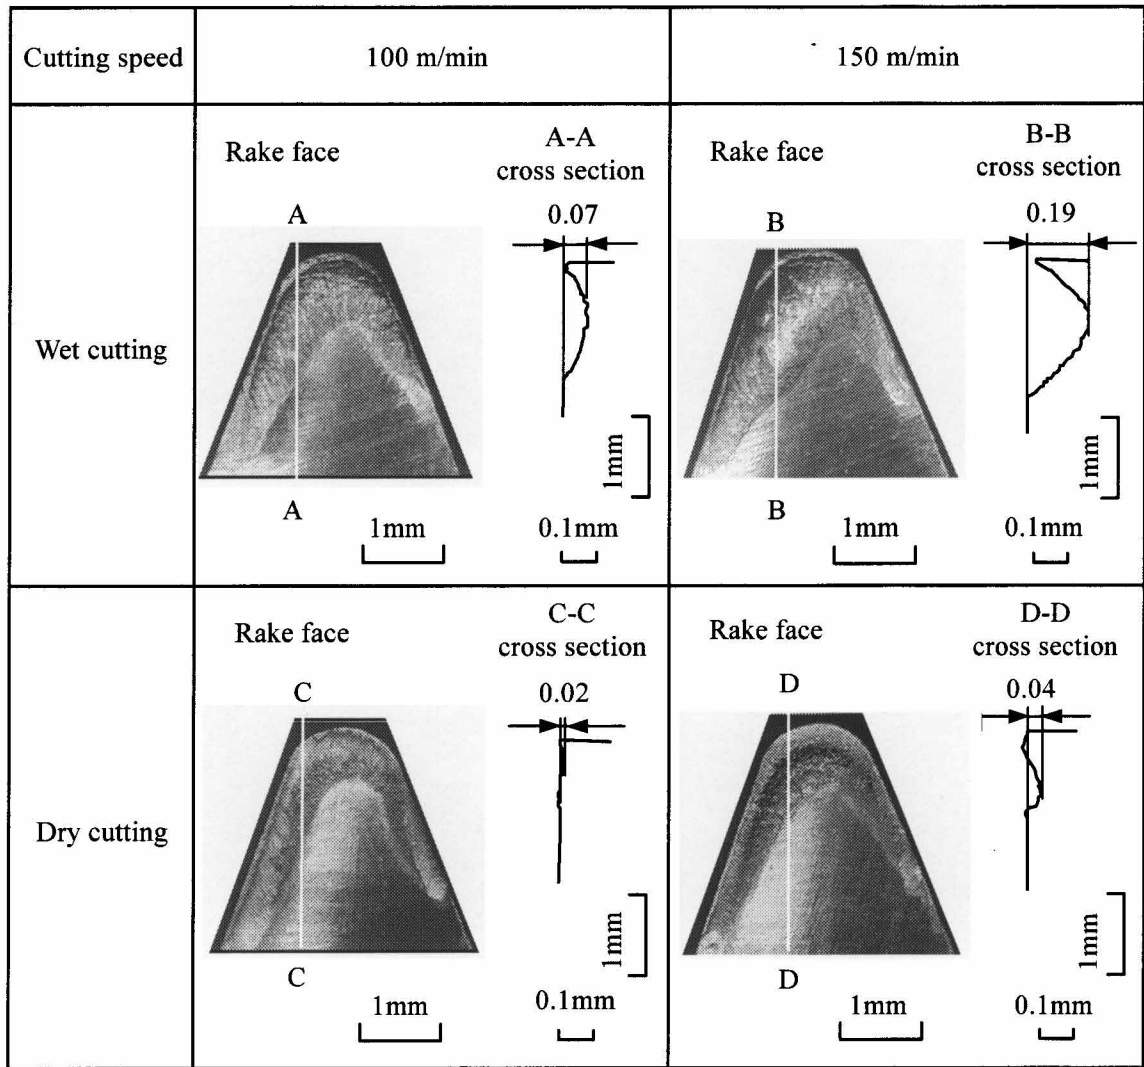 Cutting speed
100 m/min
150 m/min
Wet cutting
Rake face
A-A
cross section
0.07
A
A
1mm
1mm
0.1mm
Rake face
B-B
cross section
0.19
B
B
1mm
1mm
0.1mm
Dry cutting
Rake face
C-C
cross section
0.02
C
C
1mm
1mm
0.1mm
Rake face
D-D
cross section
0.04
D
D
1mm
1mm
0.1mm